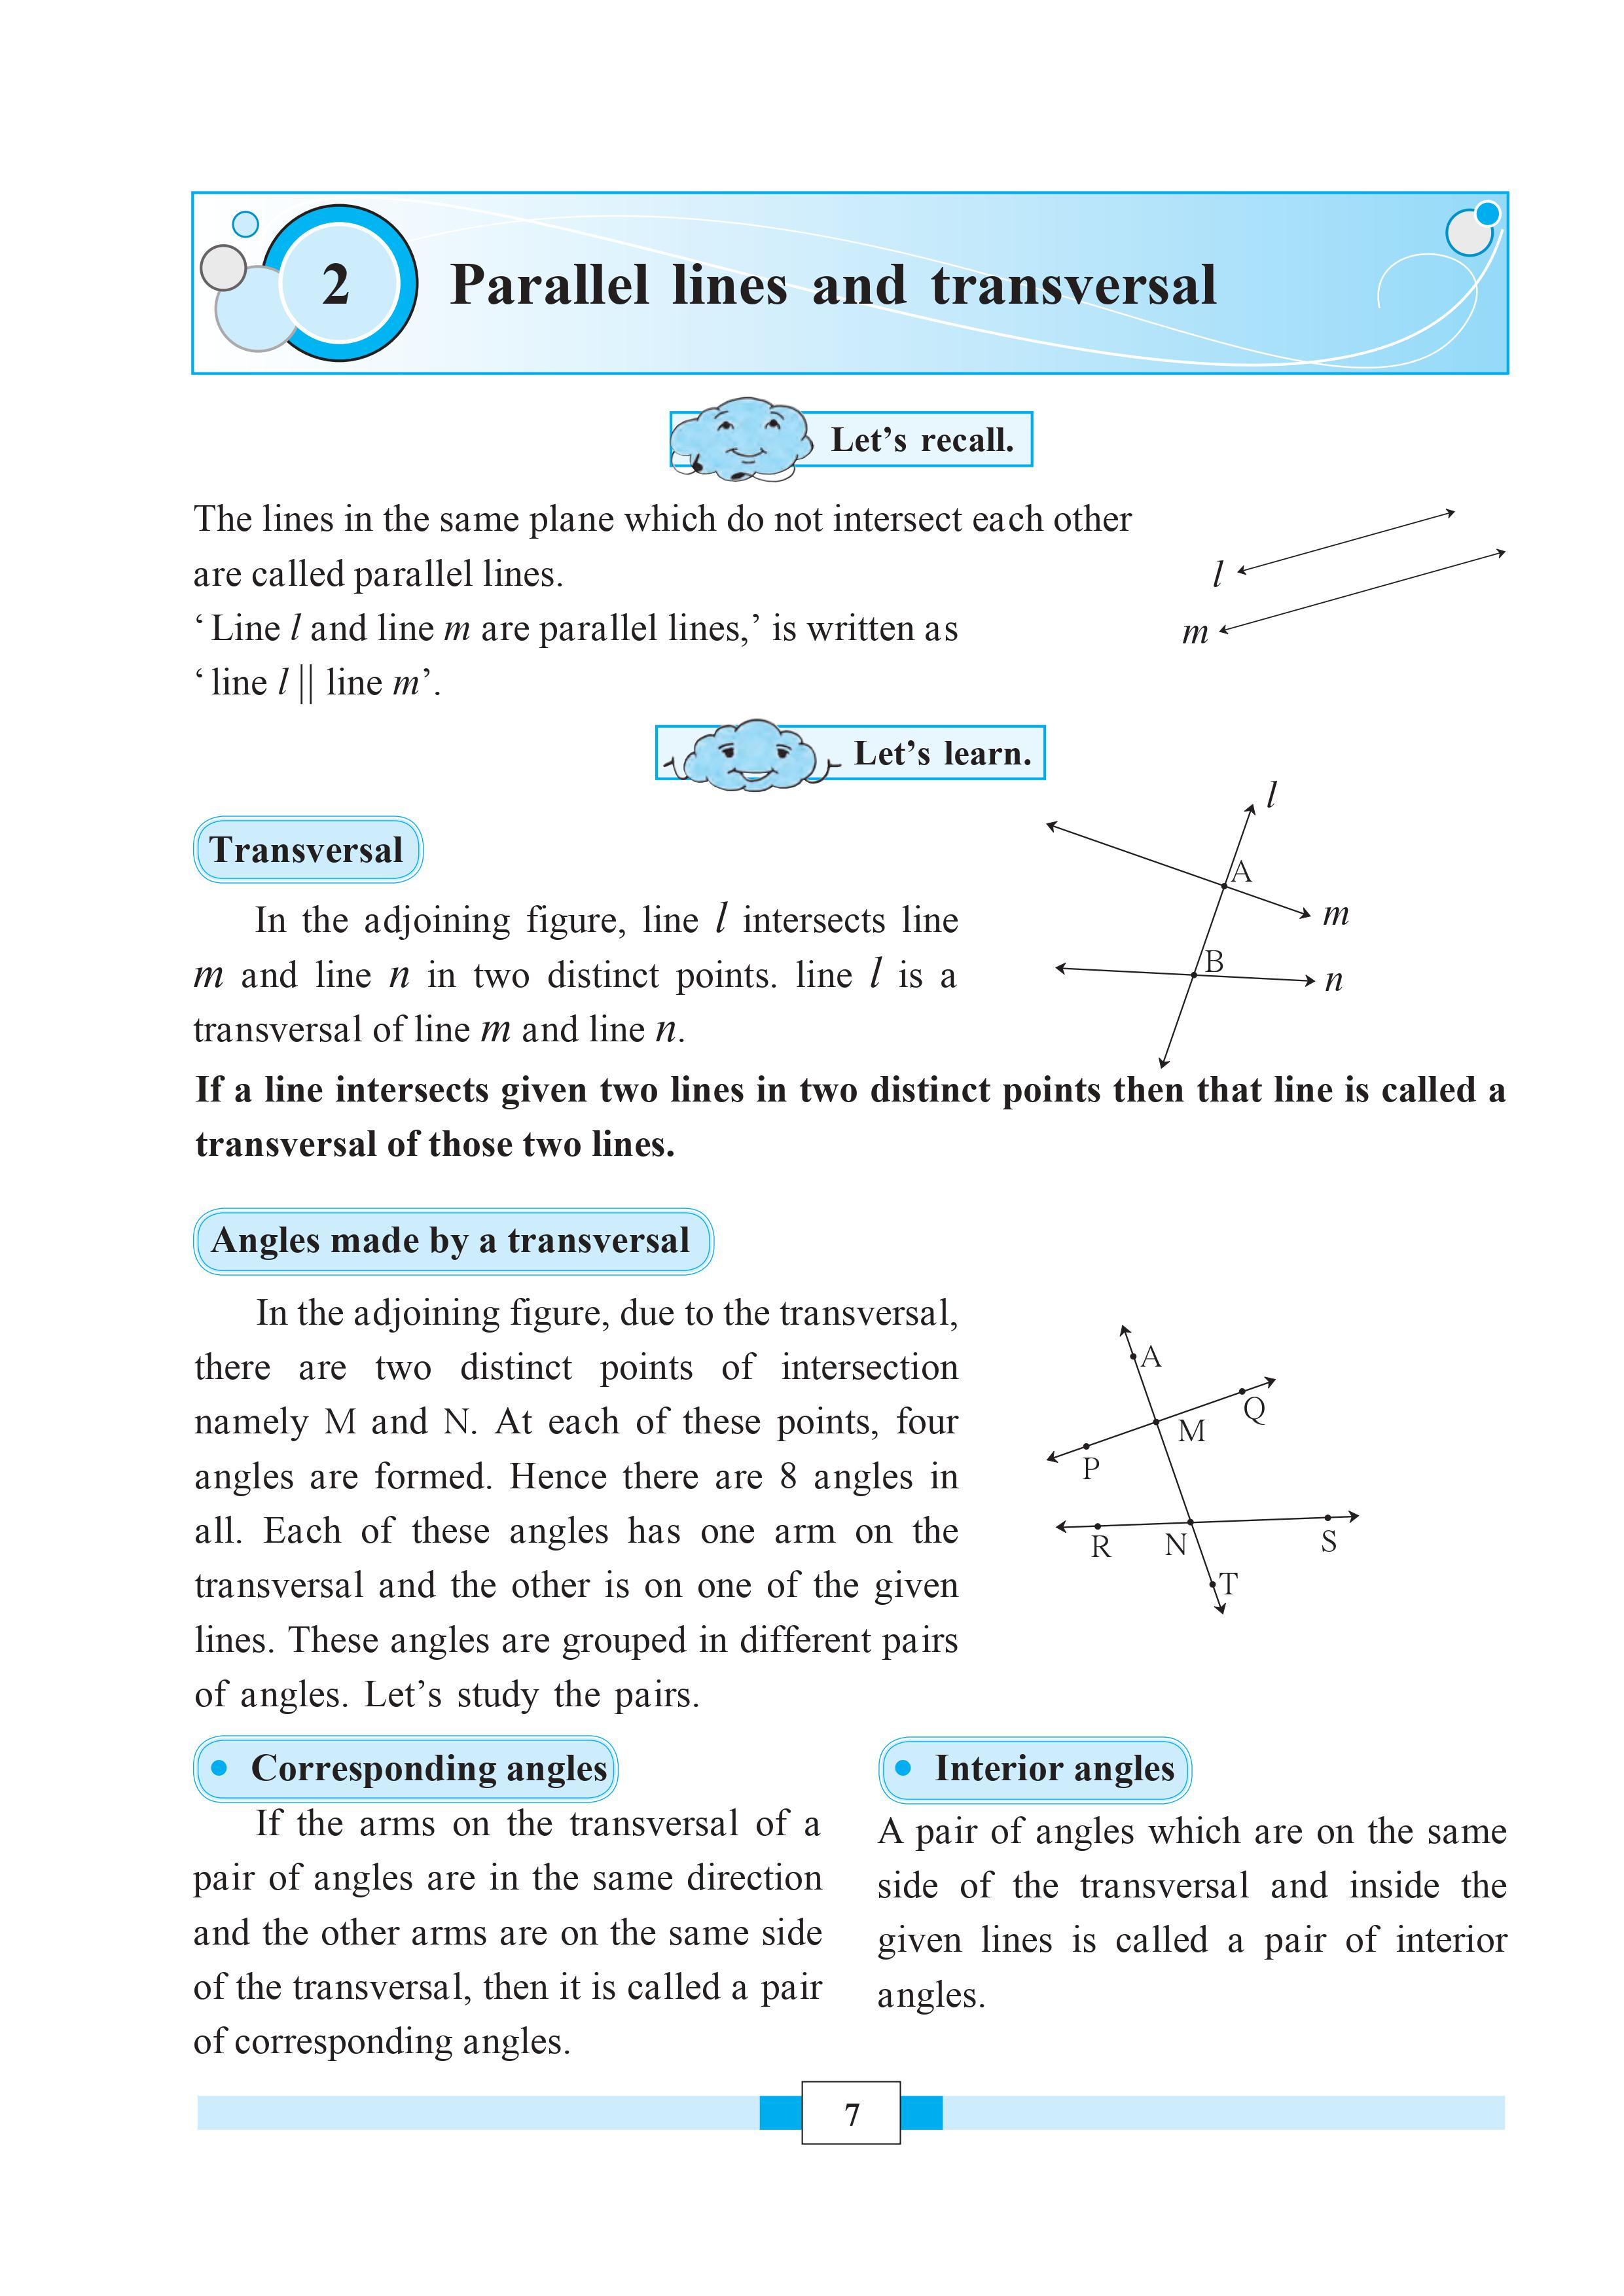 2
Parallel lines and transversal
Let’s recall.
The lines in the same plane which do not intersect each other
are called parallel lines.
‘Line l and line m are parallel lines,’ is written as
‘line l || line m’.
l
m
Let’s learn.
Transversal
In the adjoining figure, line l intersects line
m and line n in two distinct points. line l is a
transversal of line m and line n.
l
A
m
B
n
If a line intersects given two lines in two distinct points then that line is called a
transversal of those two lines.
Angles made by a transversal
In the adjoining figure, due to the transversal,
there are two distinct points of intersection
namely M and N. At each of these points, four
angles are formed. Hence there are 8 angles in
all. Each of these angles has one arm on the
transversal and the other is on one of the given
lines. These angles are grouped in different pairs
of angles. Let’s study the pairs.
A
Q
M
P
R
N
S
T
• Corresponding angles
If the arms on the transversal of a
pair of angles are in the same direction
and the other arms are on the same side
of the transversal, then it is called a pair
of corresponding angles.
• Interior angles
A pair of angles which are on the same
side of the transversal and inside the
given lines is called a pair of interior
angles.
7